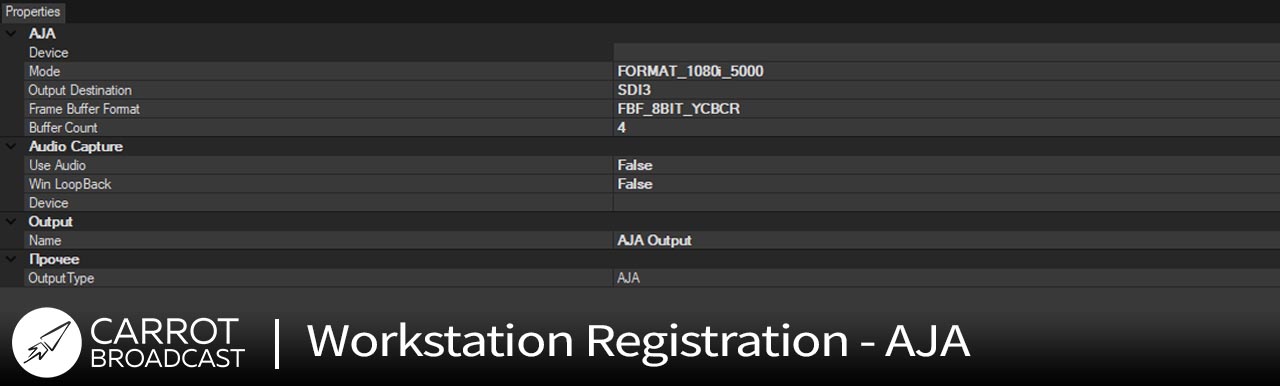 Properties
AJA
Device
Mode FORMAT_1080i_5000
Output Destination SDI3
Frame Buffer Format FBF_8BIT_YCBCR
Buffer Count 4
Audio Capture
Use Audio False
Win LoopBack False
Device
Output
Name AJA Output
Прочее
OutputType AJA
CARROT
BROADCAST
Workstation Registration - AJA